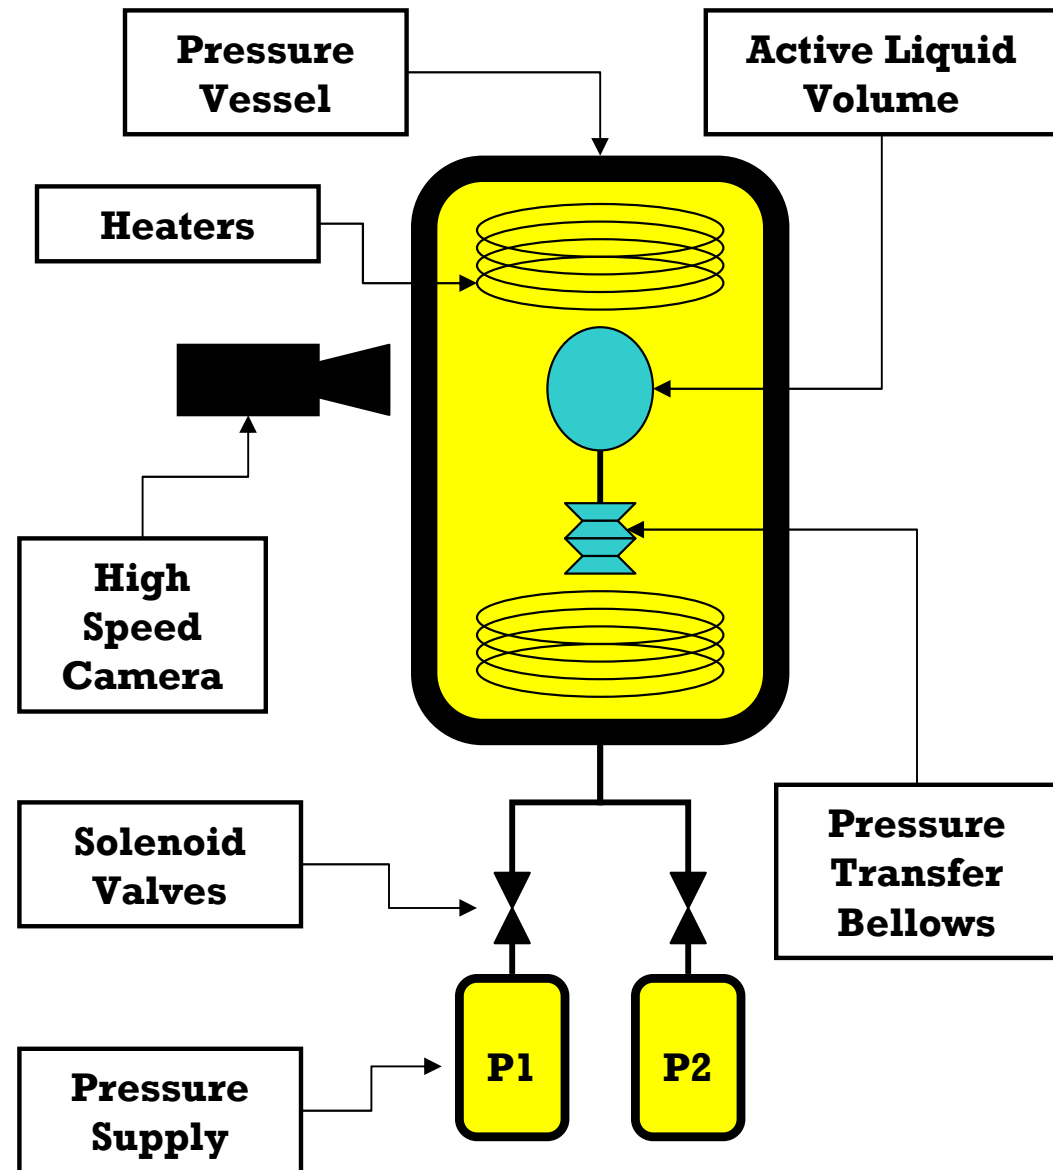 Pressure
Vessel
Active Liquid
Volume
Heaters
High
Speed
Camera
Solenoid
Valves
Pressure
Transfer
Bellows
P1
P2
Pressure
Supply